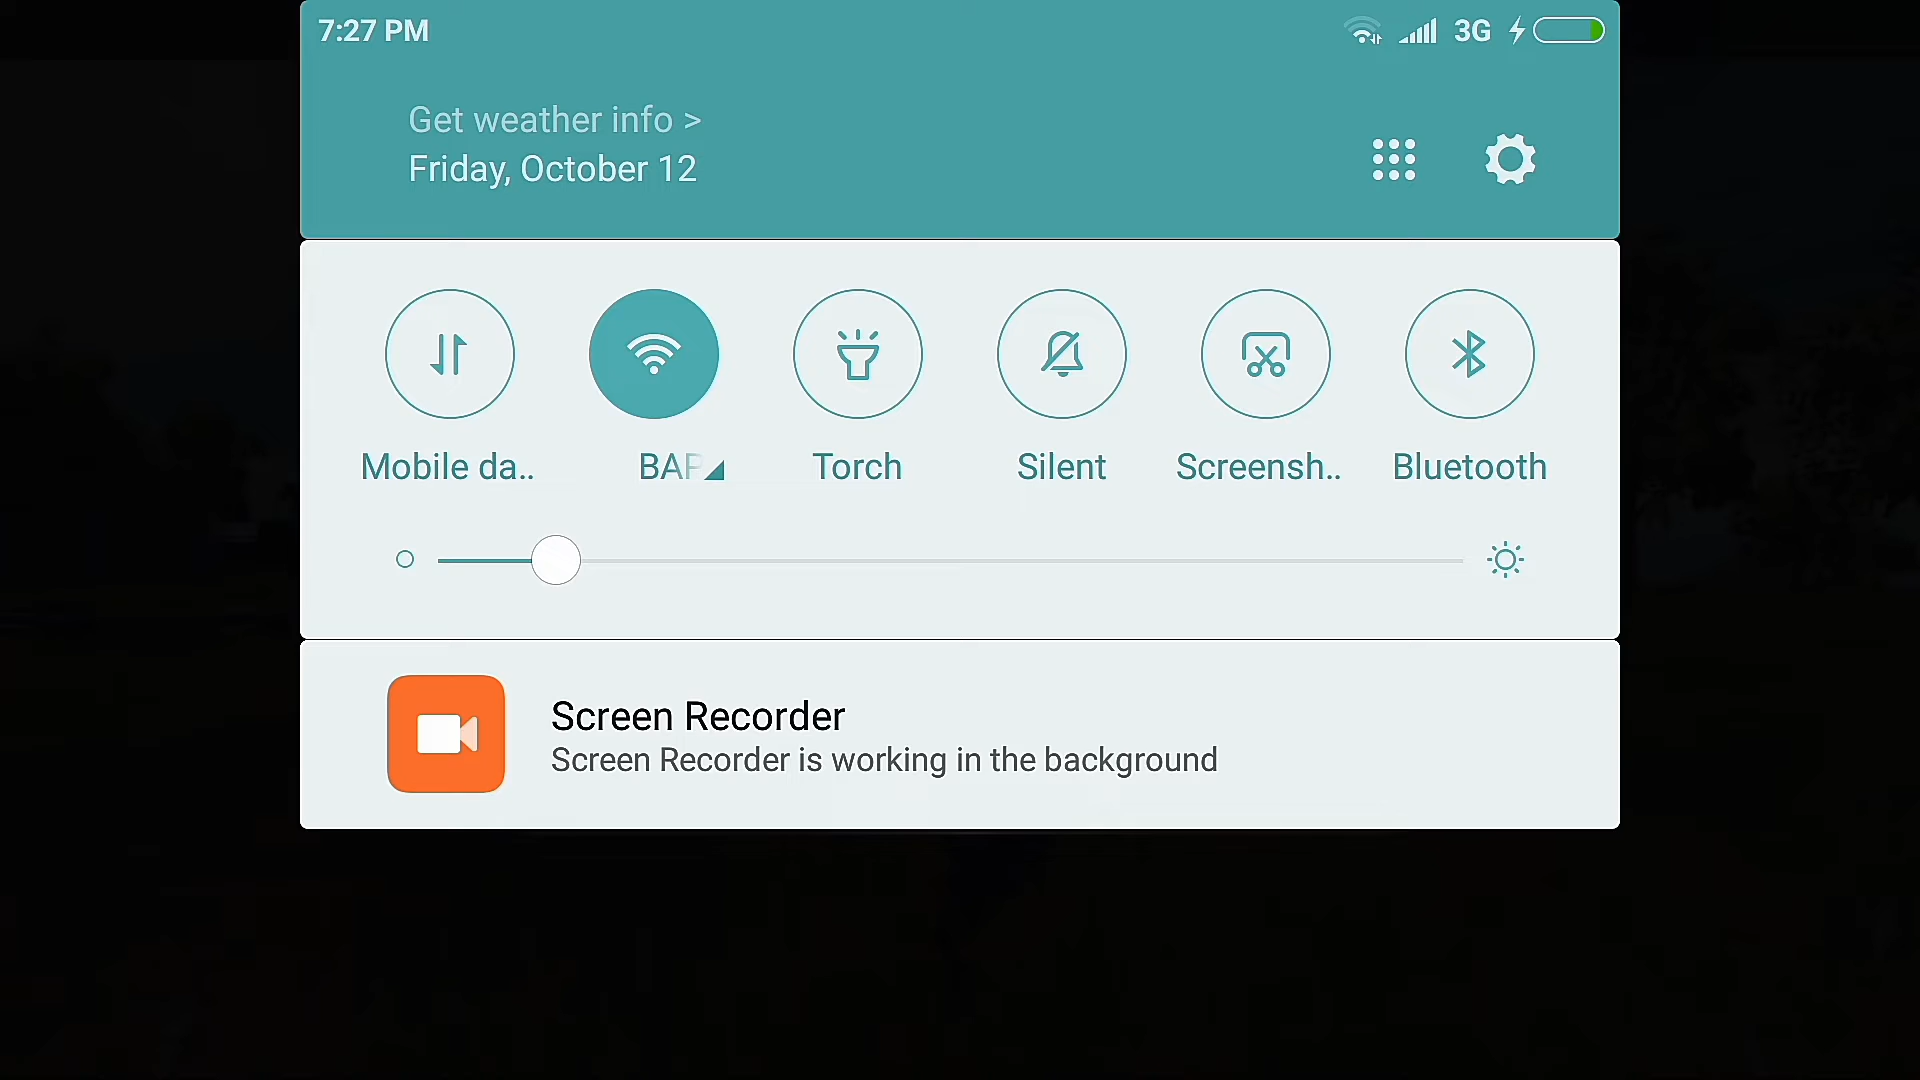 7:27 PM
3G
Get weather info >
Friday, October 12
Mobile da..
Torch
Silent
Screensh..
Bluetooth
Screen Recorder
Screen Recorder is working in the background